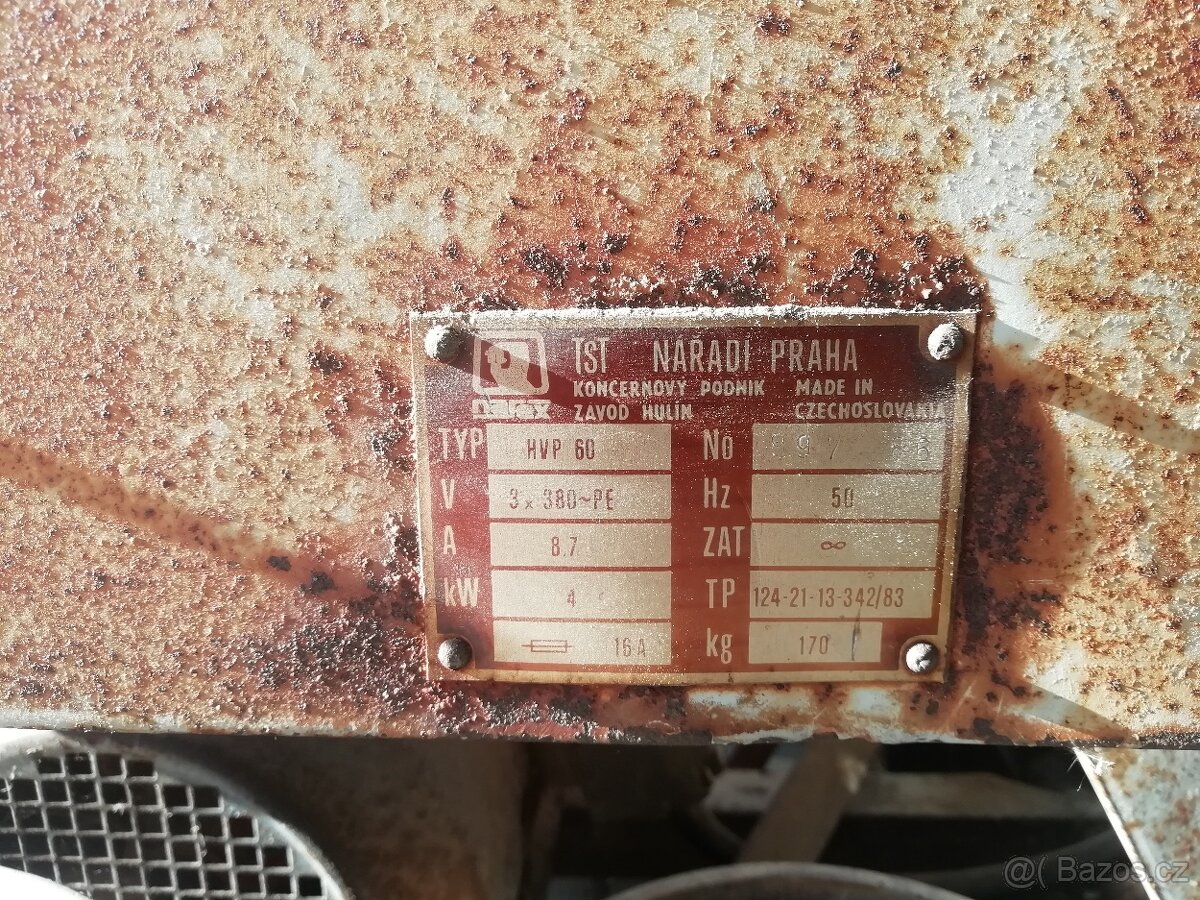 TST NÁŘADÍ PRAHA
KONCERNOVÝ PODNIK MADE IN
ZÁVOD HULÍN CZECHOSLOVAKIA
narex
TYP HVP 60 No
V 3 x 380~PE Hz 50
A 8.7 ZAT ∞
kW 4 TP 124-21-13-342/83
16A kg 170
@( Bazos.cz